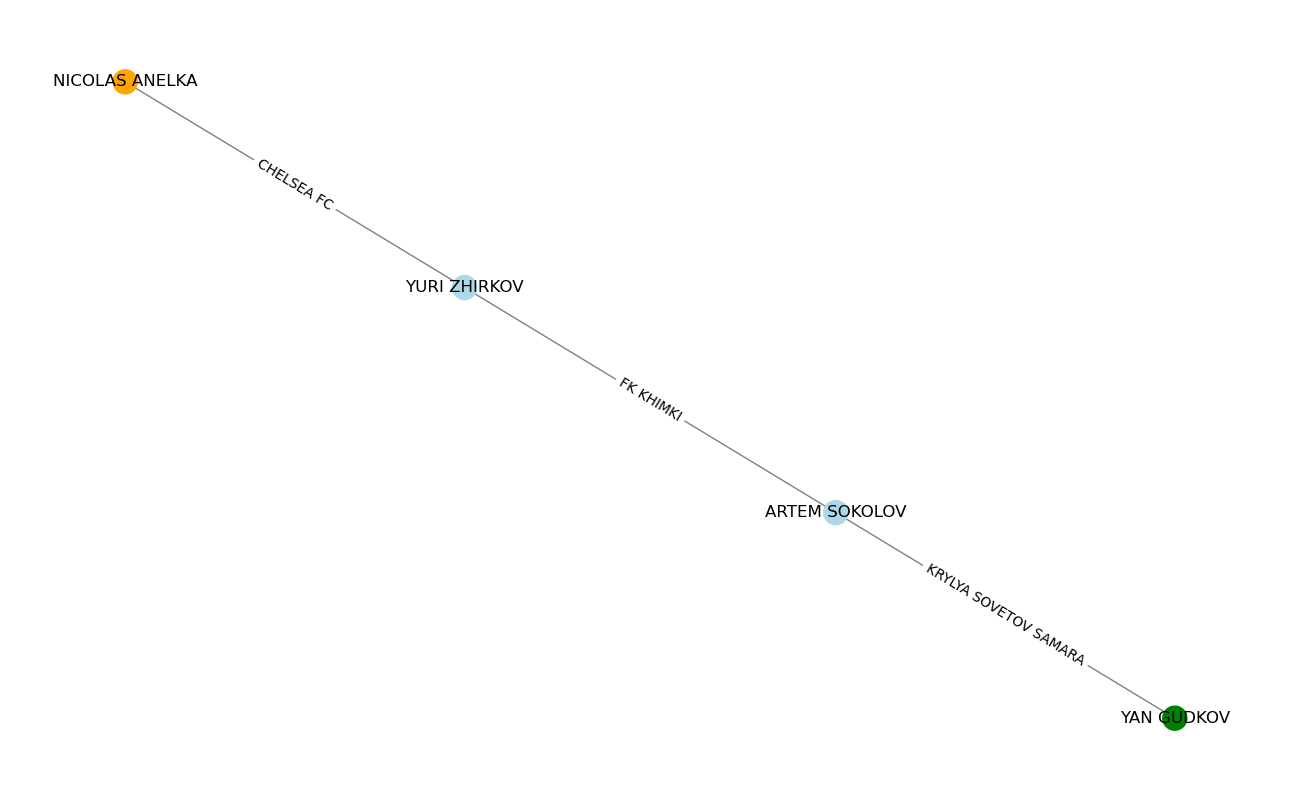 NICOLAS ANELKA
CHELSEA FC
YURI ZHIRKOV
FK KHIMKI
ARTEM SOKOLOV
KRYLYA SOVETOV SAMARA
YAN GUDKOV